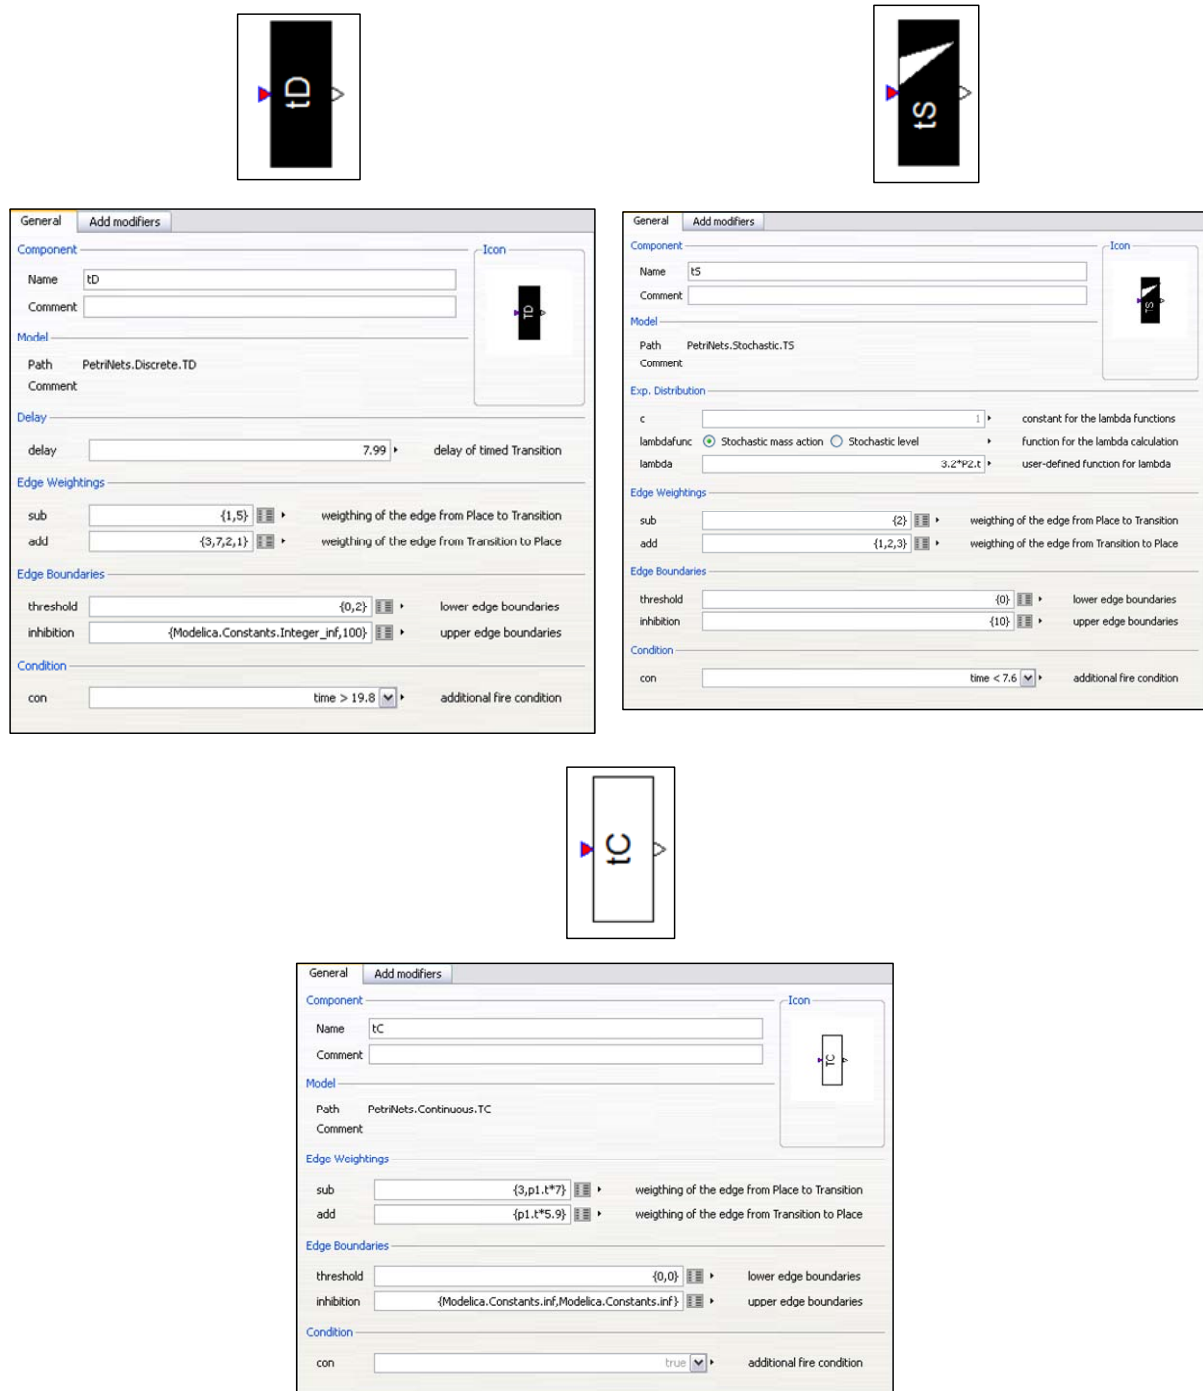 tD
tS
General Add modifiers
Component
Icon
Name tD
Comment
TD
Model
Path PetriNets.Discrete.TD
Comment
Delay
delay 7.99 delay of timed Transition
Edge Weightings
sub {1,5} weigthing of the edge from Place to Transition
add {3,7,2,1} weigthing of the edge from Transition to Place
Edge Boundaries
threshold {0,2} lower edge boundaries
inhibition {Modelica.Constants.Integer_inf,100} upper edge boundaries
Condition
con time > 19.8 additional fire condition
General Add modifiers
Component
Icon
Name tS
Comment
TS
Model
Path PetriNets.Stochastic.TS
Comment
Exp. Distribution
c 1 constant for the lambda functions
lambdafunc Stochastic mass action Stochastic level function for the lambda calculation
lambda 3.2*P2.t user-defined function for lambda
Edge Weightings
sub {2} weigthing of the edge from Place to Transition
add {1,2,3} weigthing of the edge from Transition to Place
Edge Boundaries
threshold {0} lower edge boundaries
inhibition {10} upper edge boundaries
Condition
con time < 7.6 additional fire condition
tC
General Add modifiers
Component
Icon
Name tC
Comment
TC
Model
Path PetriNets.Continuous.TC
Comment
Edge Weightings
sub {3,p1.t*7} weigthing of the edge from Place to Transition
add {p1.t*5.9} weigthing of the edge from Transition to Place
Edge Boundaries
threshold {0,0} lower edge boundaries
inhibition {Modelica.Constants.inf,Modelica.Constants.inf} upper edge boundaries
Condition
con true additional fire condition